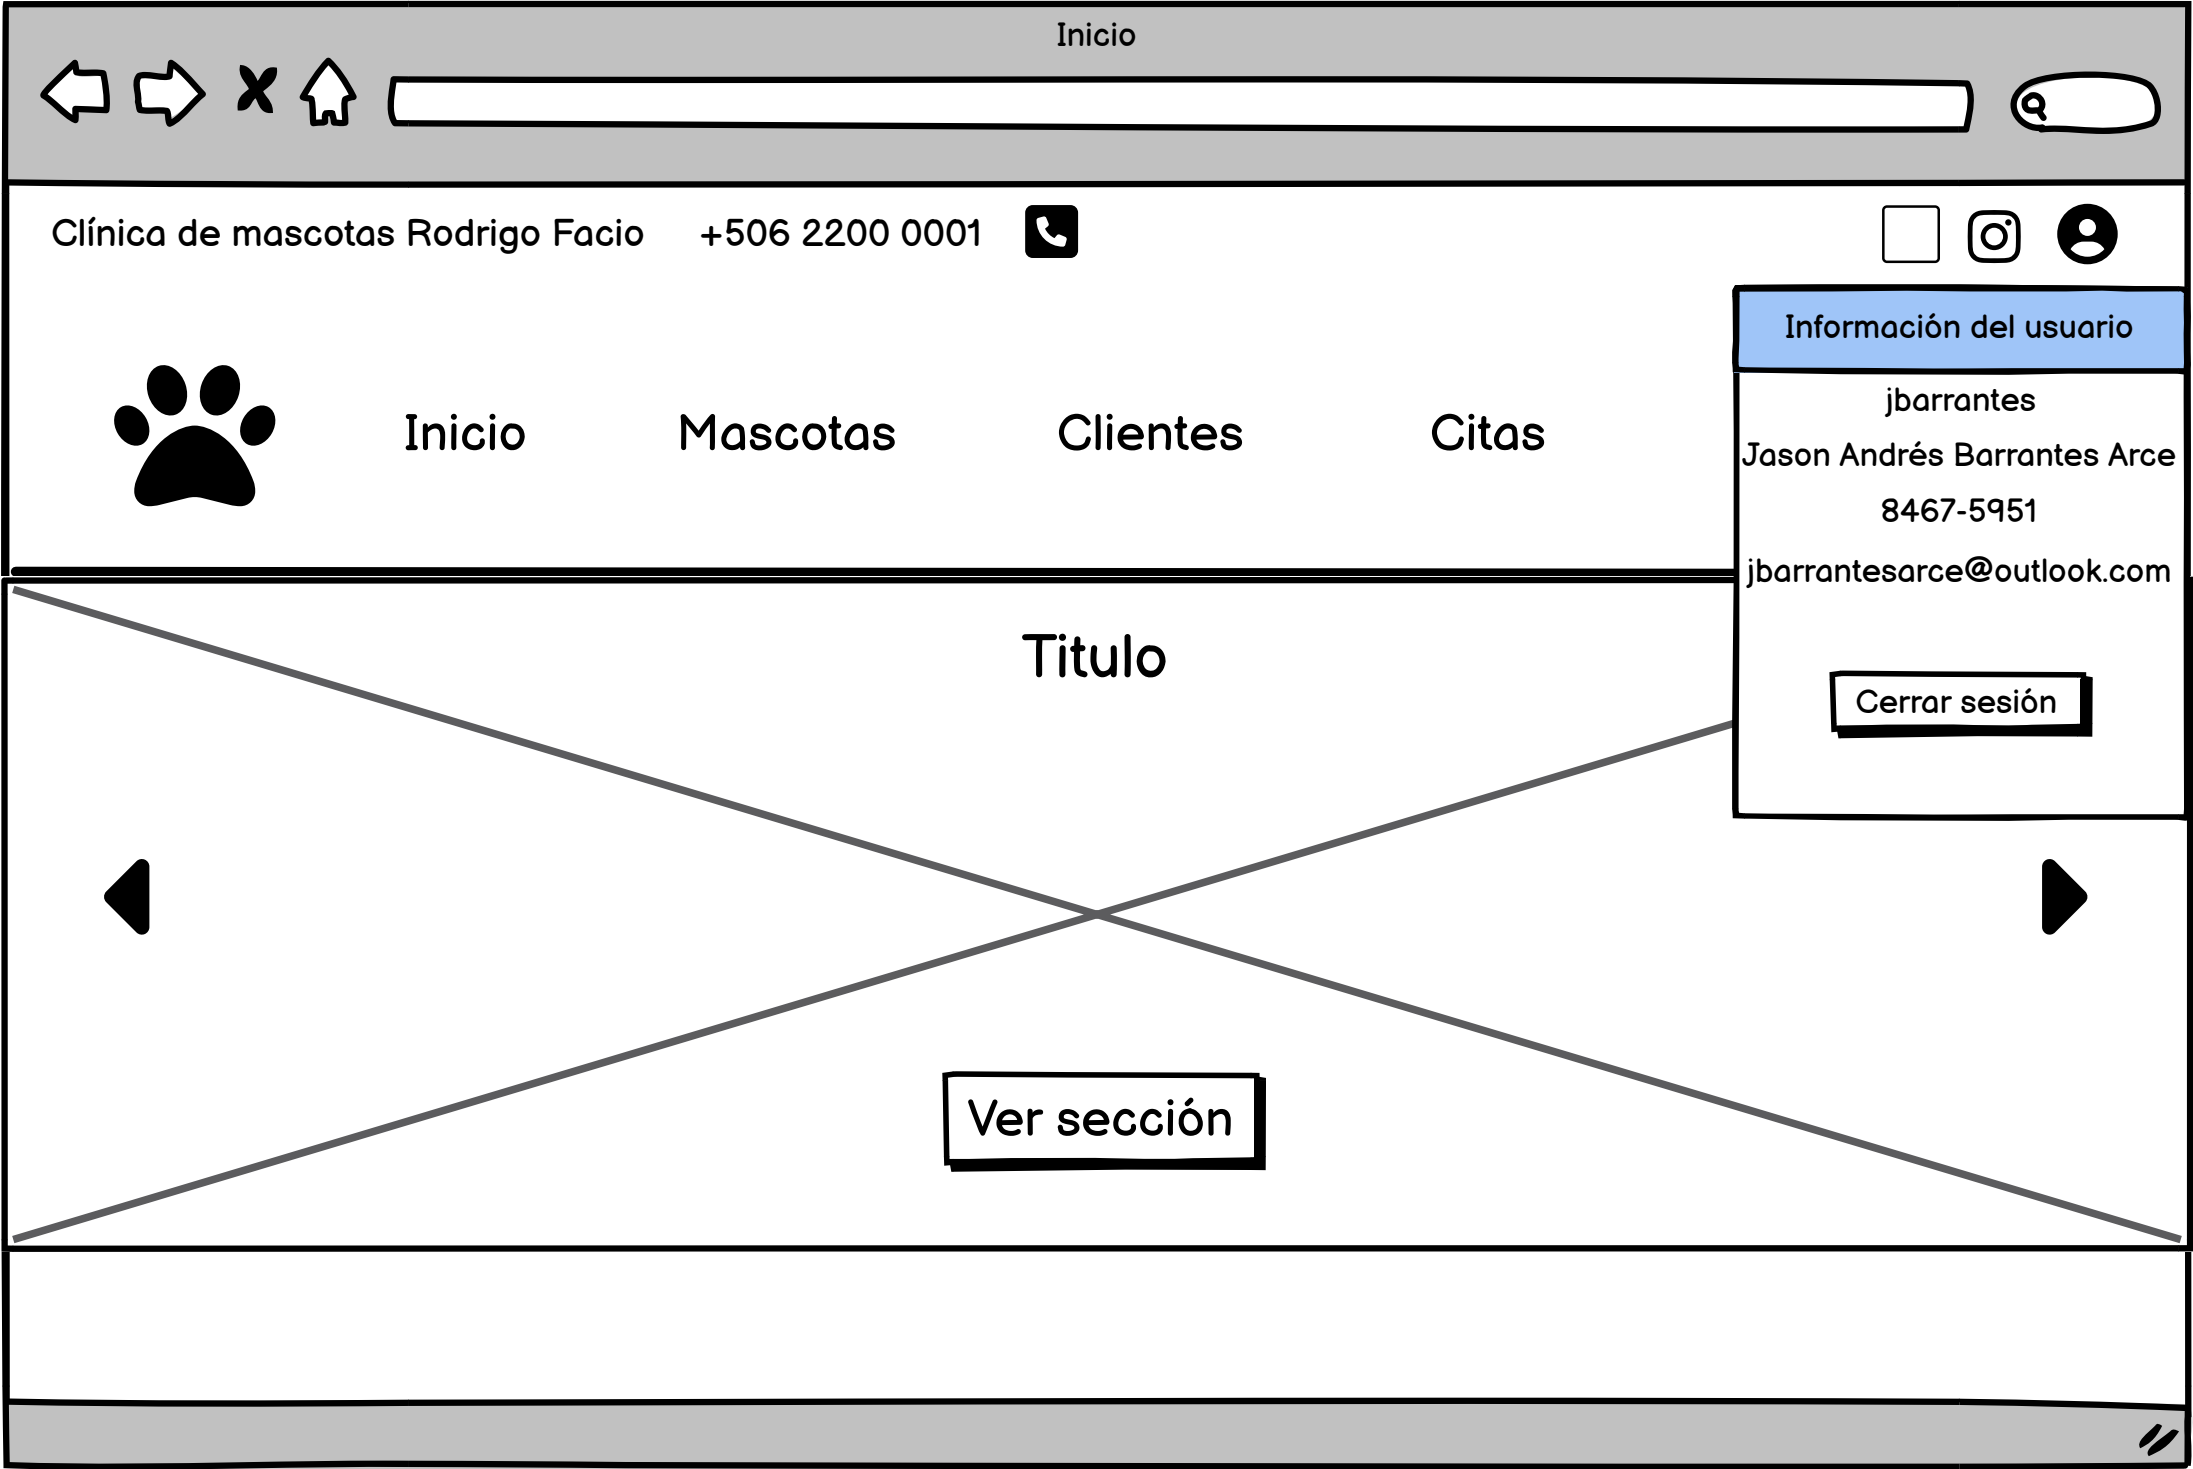 Inicio
Clínica de mascotas Rodrigo Facio +506 2200 0001
Información del usuario
jbarrantes
Jason Andrés Barrantes Arce
8467-5951
jbarrantesarce@outlook.com
Cerrar sesión
Inicio Mascotas Clientes Citas
Titulo
Ver sección